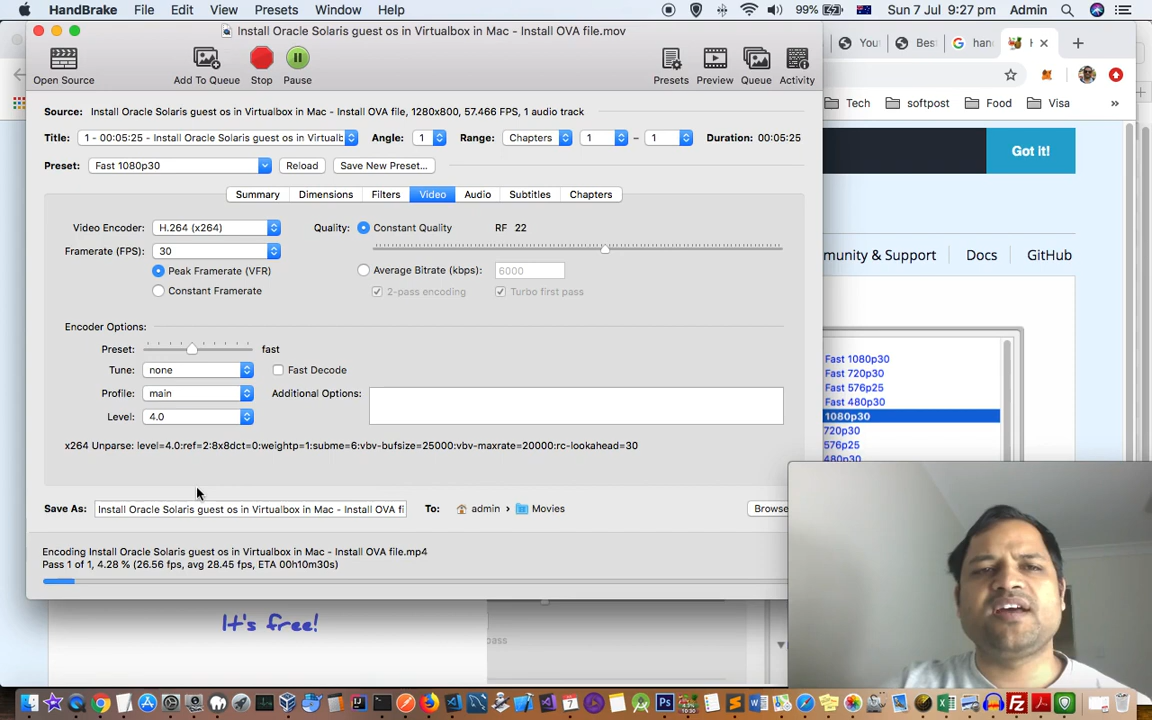 HandBrake File Edit View Presets Window Help 99% Sun 7 Jul 9:27 pm Admin
Install Oracle Solaris guest os in Virtualbox in Mac - Install OVA file.mov
You Bes han
Open Source Add To Queue Stop Pause Presets Preview Queue Activity
Tech softpost Food Visa »
Source: Install Oracle Solaris guest os in Virtualbox in Mac - Install OVA file, 1280x800, 57.466 FPS, 1 audio track
Title: 1 - 00:05:25 - Install Oracle Solaris guest os in Virtualb Angle: 1 Range: Chapters 1 – 1 Duration: 00:05:25
Got it!
Preset: Fast 1080p30 Reload Save New Preset...
Summary Dimensions Filters Video Audio Subtitles Chapters
Video Encoder: H.264 (x264) Quality: Constant Quality RF 22
Framerate (FPS): 30
munity & Support Docs GitHub
Peak Framerate (VFR) Average Bitrate (kbps): 6000
Constant Framerate 2-pass encoding Turbo first pass
Encoder Options:
Preset: fast
Tune: none Fast Decode
Profile: main Additional Options:
Level: 4.0
x264 Unparse: level=4.0:ref=2:8x8dct=0:weightp=1:subme=6:vbv-bufsize=25000:vbv-maxrate=20000:rc-lookahead=30
Fast 1080p30
Fast 720p30
Fast 576p25
Fast 480p30
1080p30
720p30
576p25
480p30
Save As: Install Oracle Solaris guest os in Virtualbox in Mac - Install OVA fi To: admin › Movies Browse
Encoding Install Oracle Solaris guest os in Virtualbox in Mac - Install OVA file.mp4
Pass 1 of 1, 4.28 % (26.56 fps, avg 28.45 fps, ETA 00h10m30s)
It's free!
pass